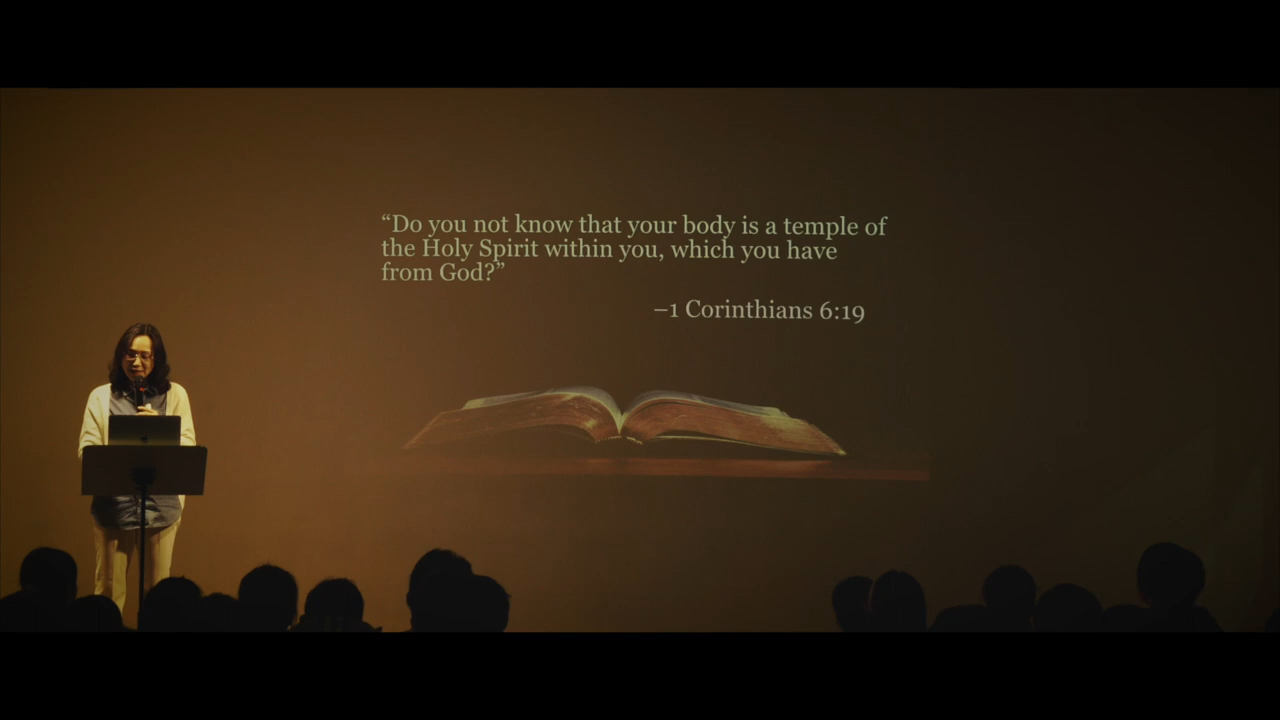 “Do you not know that your body is a temple of
the Holy Spirit within you, which you have
from God?”
–1 Corinthians 6:19